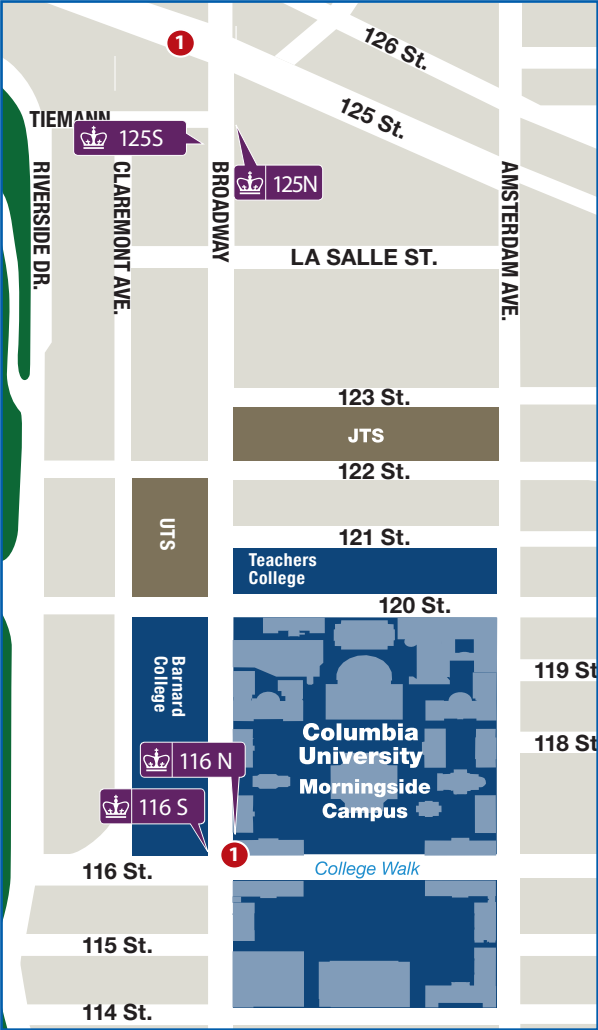 1
126 St.
125 St.
TIEMANN
125S
125N
RIVERSIDE DR.
CLAREMONT AVE.
BROADWAY
AMSTERDAM AVE.
LA SALLE ST.
123 St.
JTS
122 St.
UTS
121 St.
Teachers
College
120 St.
Barnard
College
119 St
118 St
Columbia
University
Morningside
Campus
116 N
116 S
1
116 St.
College Walk
115 St.
114 St.